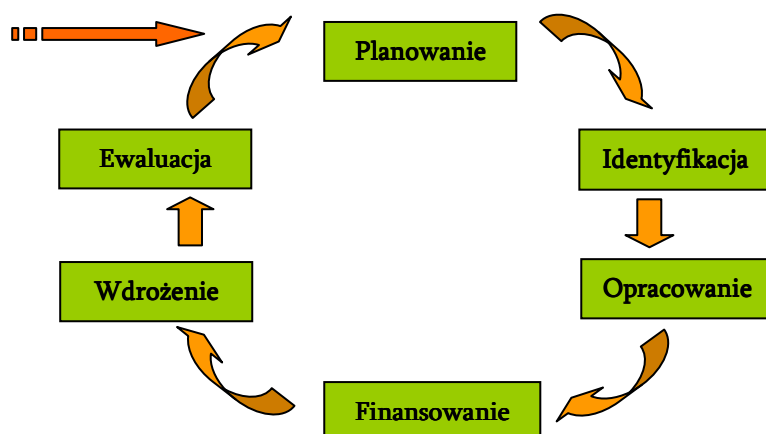 Planowanie
Identyfikacja
Opracowanie
Finansowanie
Wdrożenie
Ewaluacja